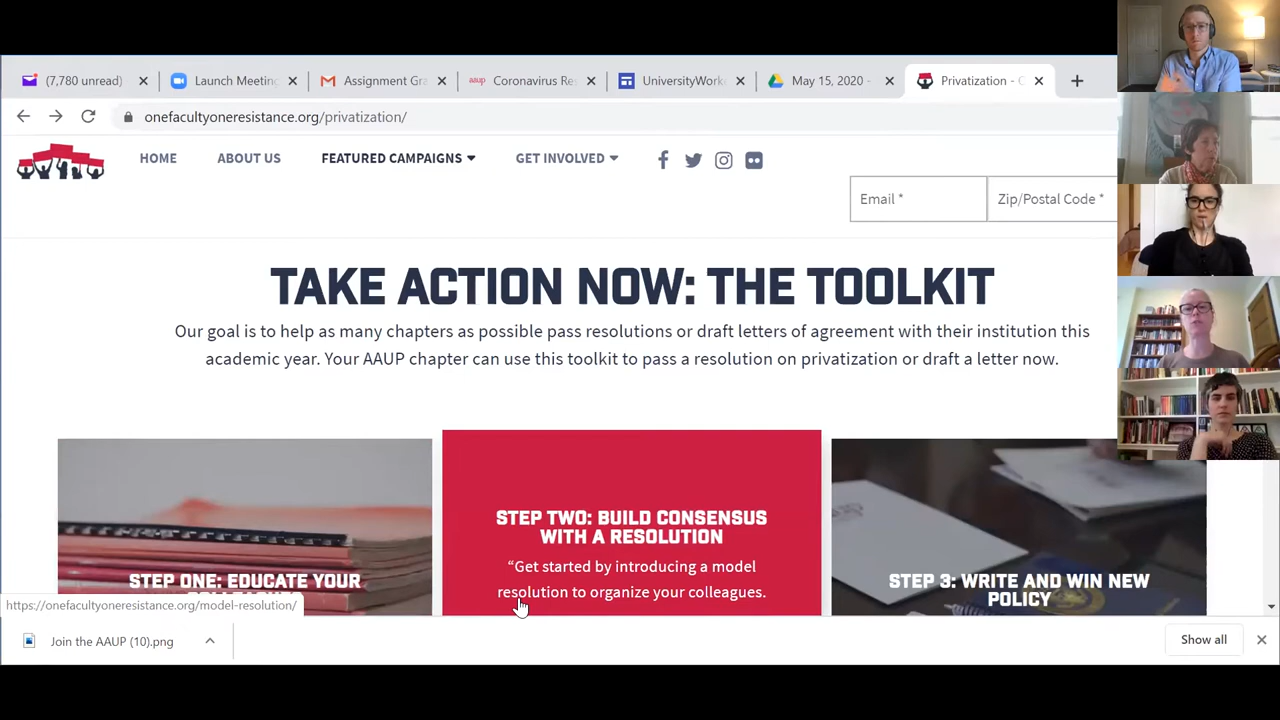 (7,780 unread)
Launch Meetin
Assignment Gra
aaup Coronavirus Re
UniversityWork
May 15, 2020 -
Privatization - O
onefacultyoneresistance.org/privatization/
HOME
ABOUT US
FEATURED CAMPAIGNS
GET INVOLVED
Email *
Zip/Postal Code *
TAKE ACTION NOW: THE TOOLKIT
Our goal is to help as many chapters as possible pass resolutions or draft letters of agreement with their institution this
academic year. Your AAUP chapter can use this toolkit to pass a resolution on privatization or draft a letter now.
STEP ONE: EDUCATE YOUR
COLLEAGUES
STEP TWO: BUILD CONSENSUS
WITH A RESOLUTION
“Get started by introducing a model
resolution to organize your colleagues.
STEP 3: WRITE AND WIN NEW
POLICY
https://onefacultyoneresistance.org/model-resolution/
Join the AAUP (10).png
Show all